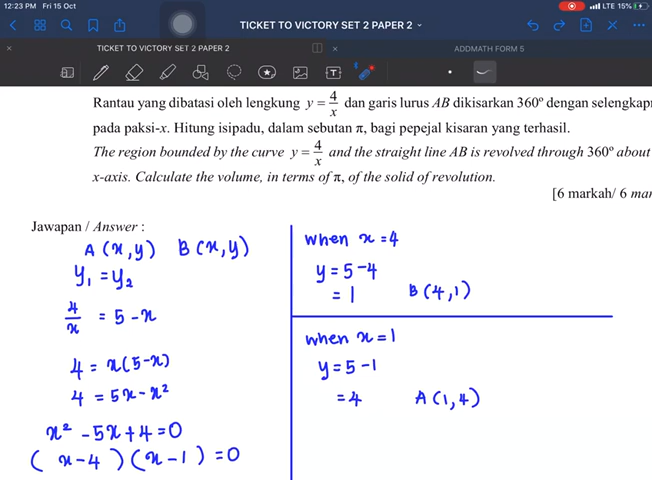 12:23 PM Fri 15 Oct
LTE 15%
TICKET TO VICTORY SET 2 PAPER 2
TICKET TO VICTORY SET 2 PAPER 2
ADDMATH FORM 5
Rantau yang dibatasi oleh lengkung y = 4/x dan garis lurus AB dikisarkan 360º dengan selengkap
pada paksi-x. Hitung isipadu, dalam sebutan π, bagi pepejal kisaran yang terhasil.
The region bounded by the curve y = 4/x and the straight line AB is revolved through 360º about
x-axis. Calculate the volume, in terms of π, of the solid of revolution.
[6 markah/ 6 mar
Jawapan / Answer :
A (x,y) B (x,y)
y₁ = y₂
4/x = 5 - x
4 = x(5-x)
4 = 5x - x²
x² - 5x + 4 = 0
( x - 4 ) ( x - 1 ) = 0
when x = 4
y = 5 - 4
= 1 B (4,1)
when x = 1
y = 5 - 1
= 4 A (1,4)